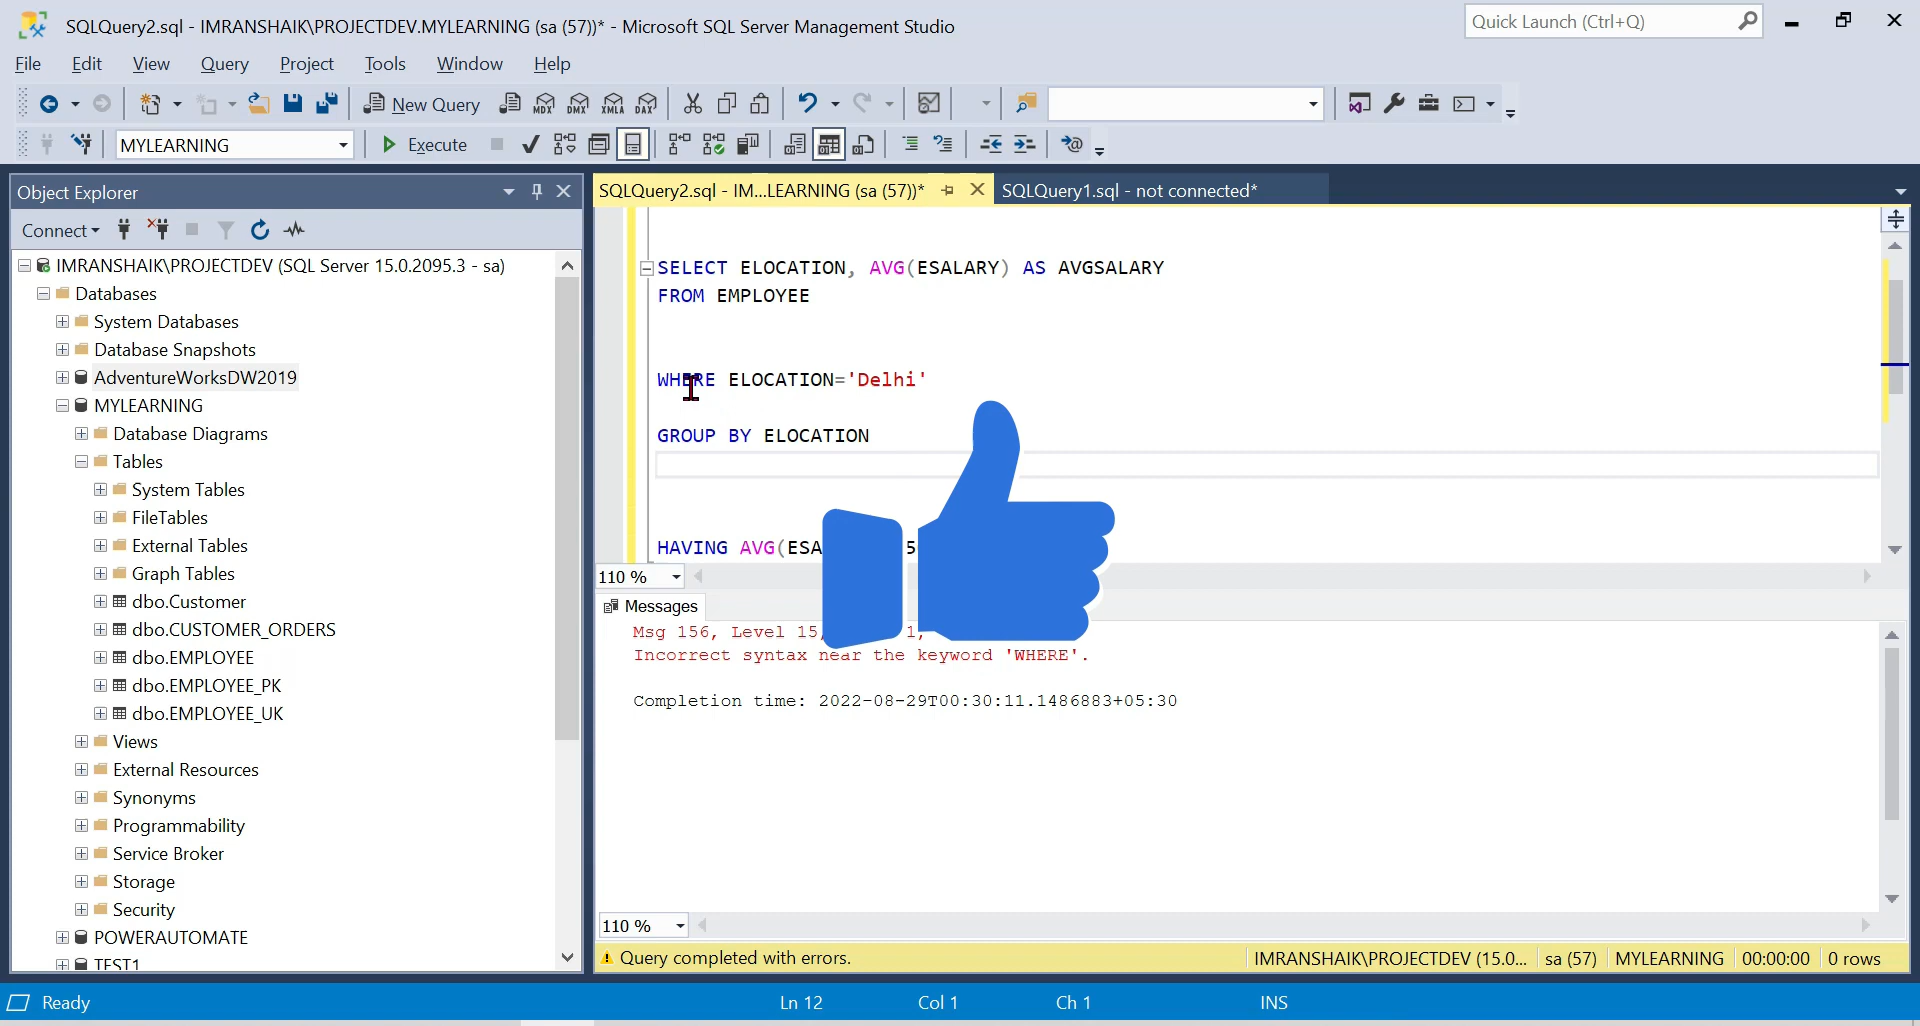 SQLQuery2.sql - IMRANSHAIK\PROJECTDEV.MYLEARNING (sa (57))* - Microsoft SQL Server Management Studio
Quick Launch (Ctrl+Q)
File Edit View Query Project Tools Window Help
New Query MDX DMX XMLA DAX
MYLEARNING Execute
Object Explorer
SQLQuery2.sql - IM...LEARNING (sa (57))* SQLQuery1.sql - not connected*
Connect
IMRANSHAIK\PROJECTDEV (SQL Server 15.0.2095.3 - sa)
Databases
System Databases
Database Snapshots
AdventureWorksDW2019
MYLEARNING
Database Diagrams
Tables
System Tables
FileTables
External Tables
Graph Tables
dbo.Customer
dbo.CUSTOMER_ORDERS
dbo.EMPLOYEE
dbo.EMPLOYEE_PK
dbo.EMPLOYEE_UK
Views
External Resources
Synonyms
Programmability
Service Broker
Storage
Security
POWERAUTOMATE
TEST1
SELECT ELOCATION, AVG(ESALARY) AS AVGSALARY
FROM EMPLOYEE
WHERE ELOCATION='Delhi'
GROUP BY ELOCATION
HAVING AVG(ESA 5
110 %
Messages
Msg 156, Level 15, 1,
Incorrect syntax near the keyword 'WHERE'.
Completion time: 2022-08-29T00:30:11.1486883+05:30
110 %
Query completed with errors. IMRANSHAIK\PROJECTDEV (15.0... sa (57) MYLEARNING 00:00:00 0 rows
Ready Ln 12 Col 1 Ch 1 INS